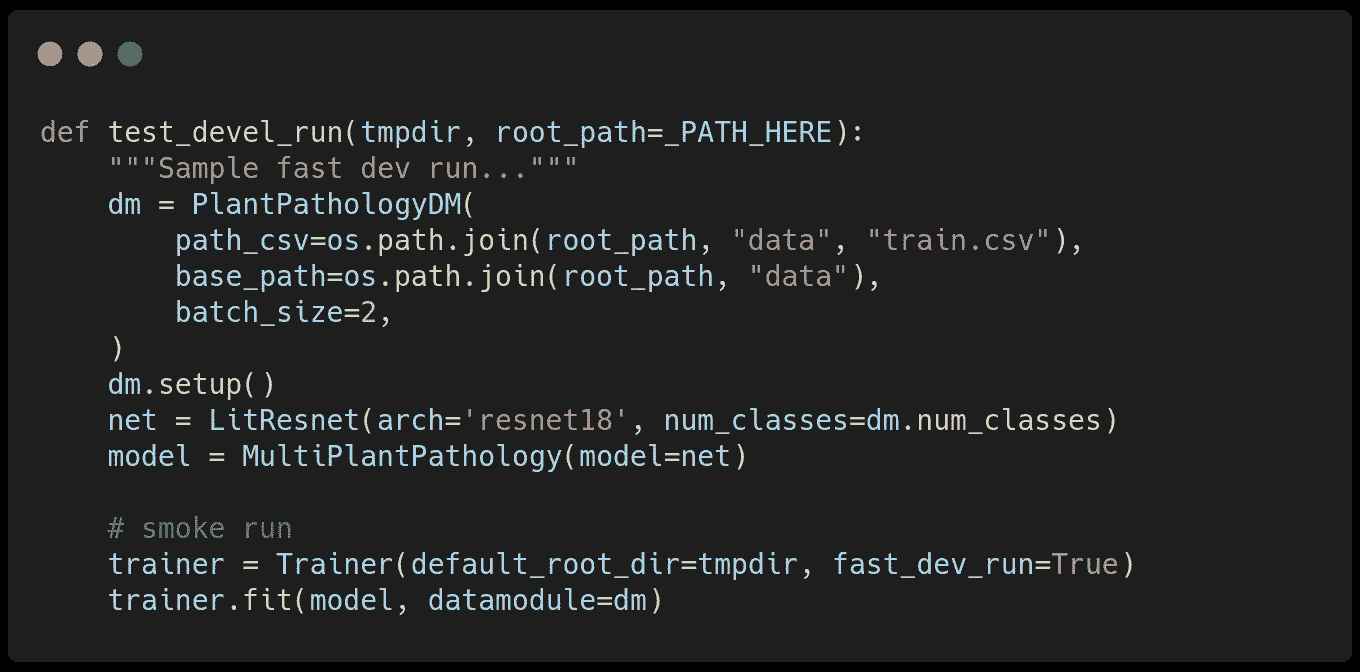 def test_devel_run(tmpdir, root_path=_PATH_HERE):
    """Sample fast dev run..."""
    dm = PlantPathologyDM(
        path_csv=os.path.join(root_path, "data", "train.csv"),
        base_path=os.path.join(root_path, "data"),
        batch_size=2,
    )
    dm.setup()
    net = LitResnet(arch='resnet18', num_classes=dm.num_classes)
    model = MultiPlantPathology(model=net)

    # smoke run
    trainer = Trainer(default_root_dir=tmpdir, fast_dev_run=True)
    trainer.fit(model, datamodule=dm)